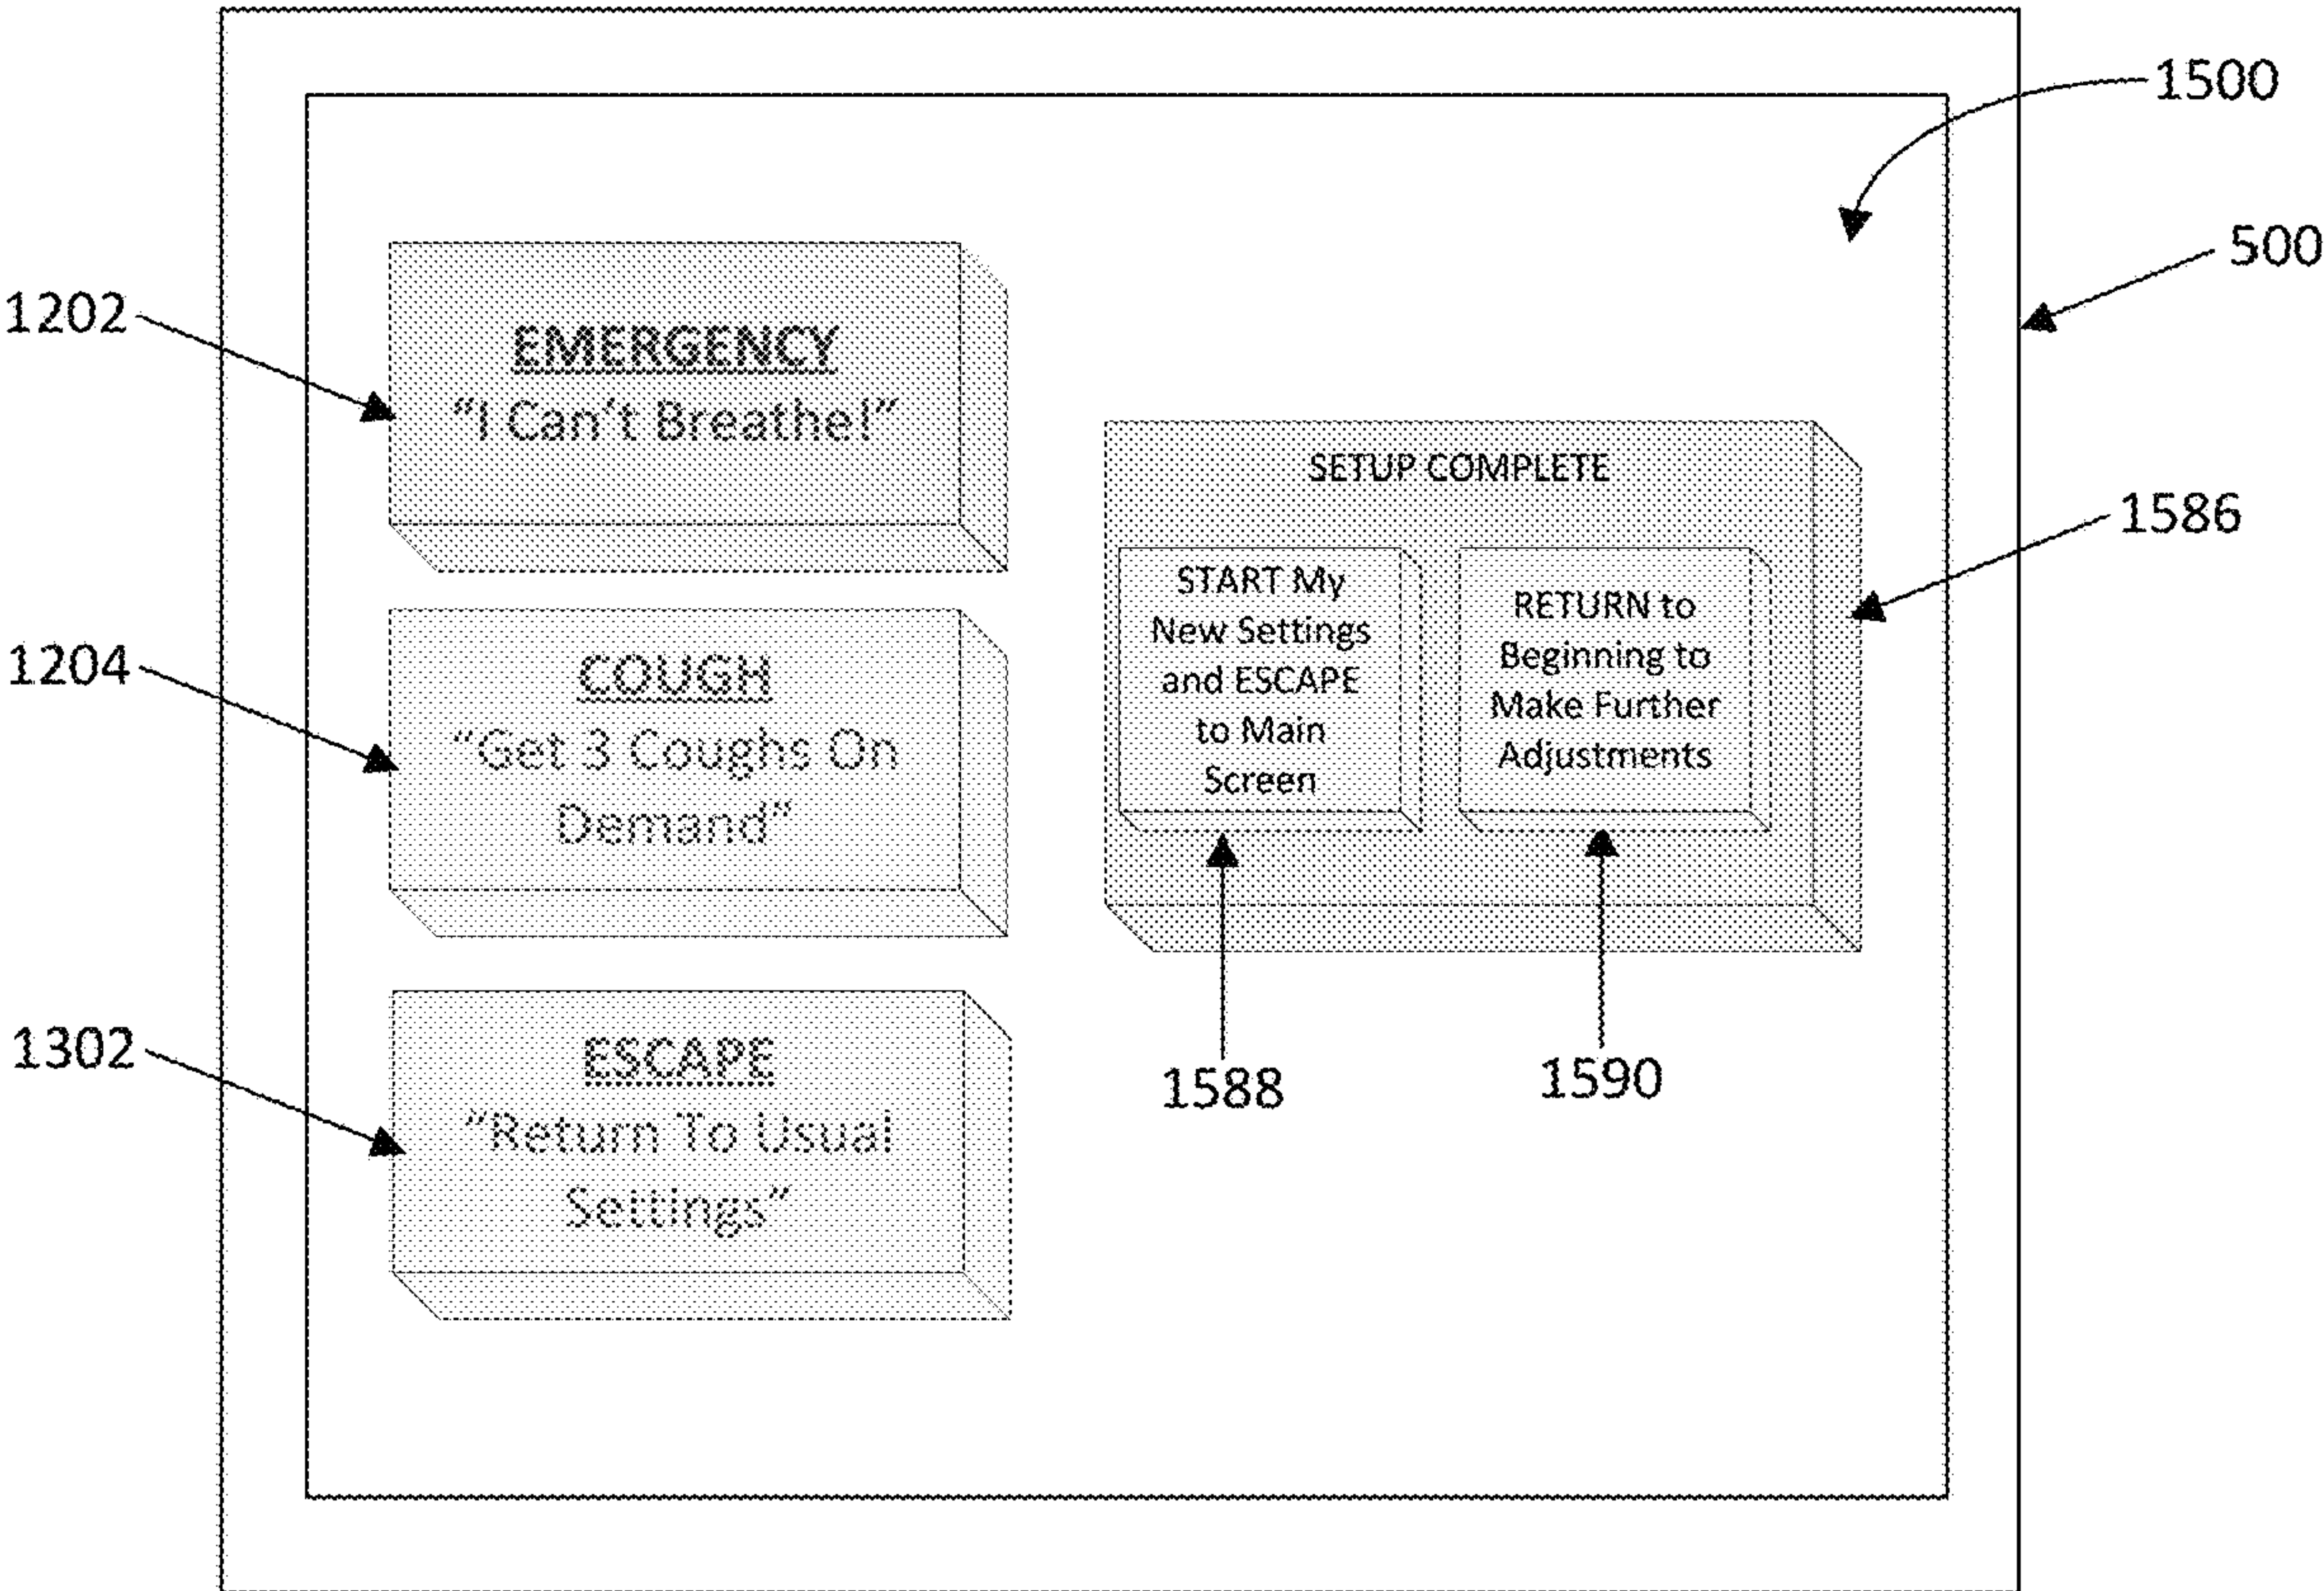 1500
500
1202
EMERGENCY
“I Can’t Breathe!”
SETUP COMPLETE
1586
START My
New Settings
and ESCAPE
to Main
Screen
RETURN to
Beginning to
Make Further
Adjustments
1204
COUGH
“Get 3 Coughs On
Demand”
1588
1590
1302
ESCAPE
“Return To Usual
Settings”